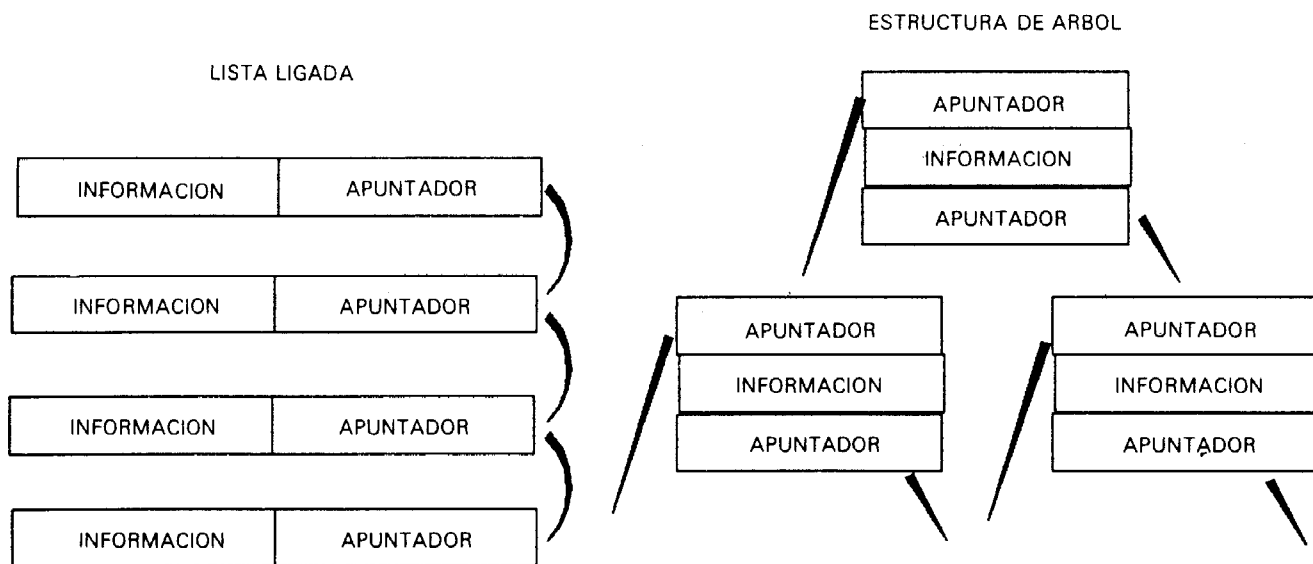 LISTA LIGADA
INFORMACION APUNTADOR
INFORMACION APUNTADOR
INFORMACION APUNTADOR
INFORMACION APUNTADOR
ESTRUCTURA DE ARBOL
APUNTADOR
INFORMACION
APUNTADOR
APUNTADOR
INFORMACION
APUNTADOR
APUNTADOR
INFORMACION
APUNTADOR